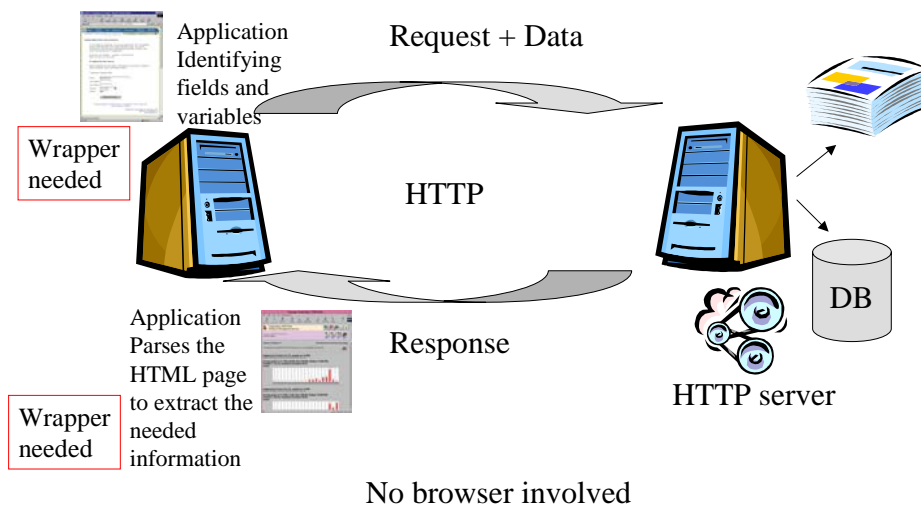 Application
Identifying
fields and
variables
Request + Data
Wrapper
needed
HTTP
DB
Application
Parses the
HTML page
to extract the
needed
information
Response
HTTP server
Wrapper
needed
No browser involved